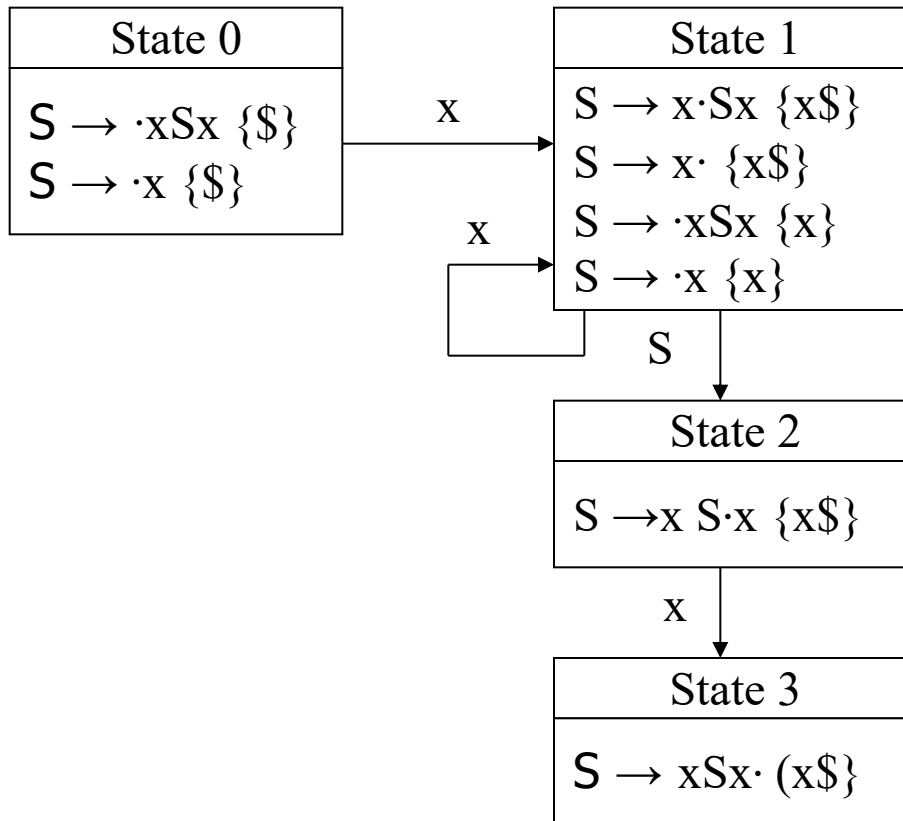 State 0
S → ·xSx {$}
S → ·x {$}
x
State 1
S → x·Sx {x$}
S → x· {x$}
S → ·xSx {x}
S → ·x {x}
x
S
State 2
S →x S·x {x$}
x
State 3
S → xSx· (x$}